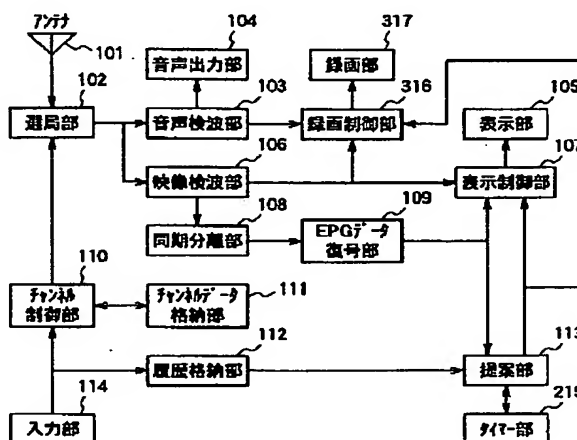 アンテナ
101
104
音声出力部
317
録画部
102
選局部
103
音声検波部
316
録画制御部
105
表示部
106
映像検波部
107
表示制御部
108
同期分離部
109
EPGデータ
復号部
110
チャンネル
制御部
111
チャンネルデータ
格納部
112
履歴格納部
113
提案部
114
入力部
215
タイマー部